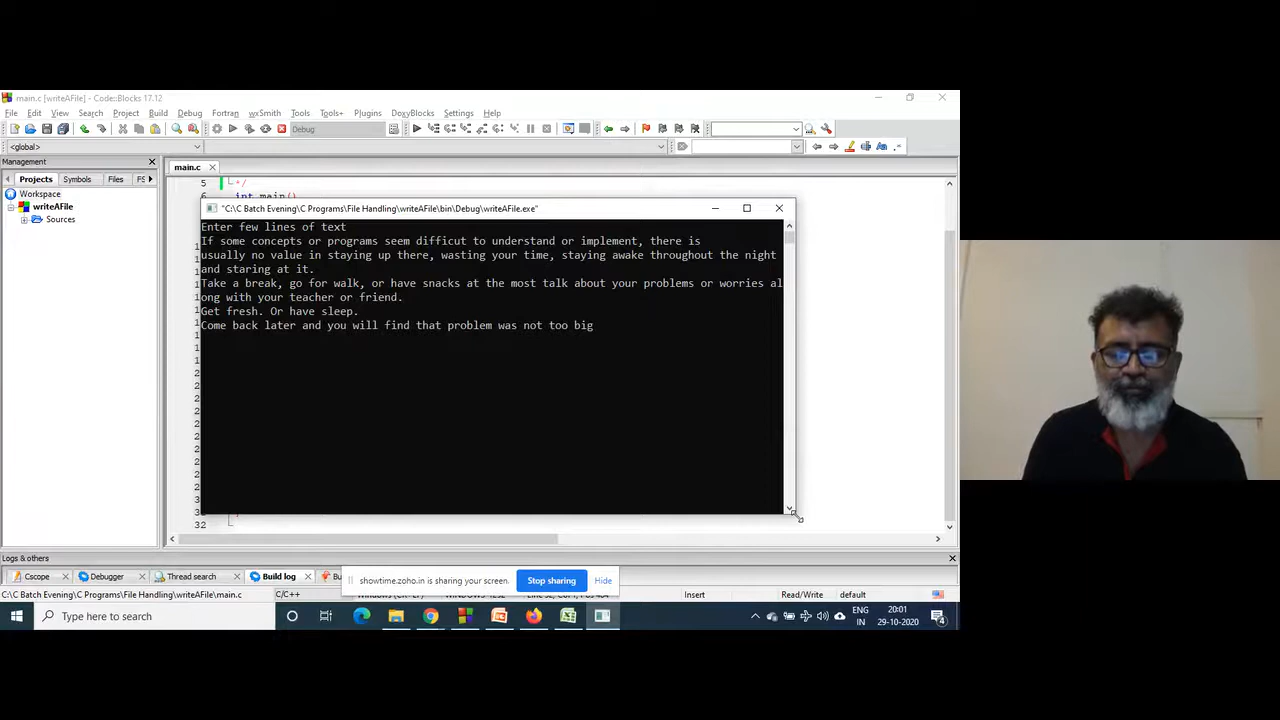 main.c [writeAFile] - Code::Blocks 17.12
File Edit View Search Project Build Debug Fortran wxSmith Tools Tools+ Plugins DoxyBlocks Settings Help
Debug
<global>
Management
main.c
Projects Symbols Files FS
5 */
6 int main()
Workspace
writeAFile
Sources
"C:\C Batch Evening\C Programs\File Handling\writeAFile\bin\Debug\writeAFile.exe"
Enter few lines of text
If some concepts or programs seem difficut to understand or implement, there is
usually no value in staying up there, wasting your time, staying awake throughout the night
and staring at it.
Take a break, go for walk, or have snacks at the most talk about your problems or worries al
ong with your teacher or friend.
Get fresh. Or have sleep.
Come back later and you will find that problem was not too big
32
Logs & others
Cscope Debugger Thread search Build log
showtime.zoho.in is sharing your screen. Stop sharing Hide
C:\C Batch Evening\C Programs\File Handling\writeAFile\main.c C/C++ Insert Read/Write default
Type here to search
ENG
IN
20:01
29-10-2020
4